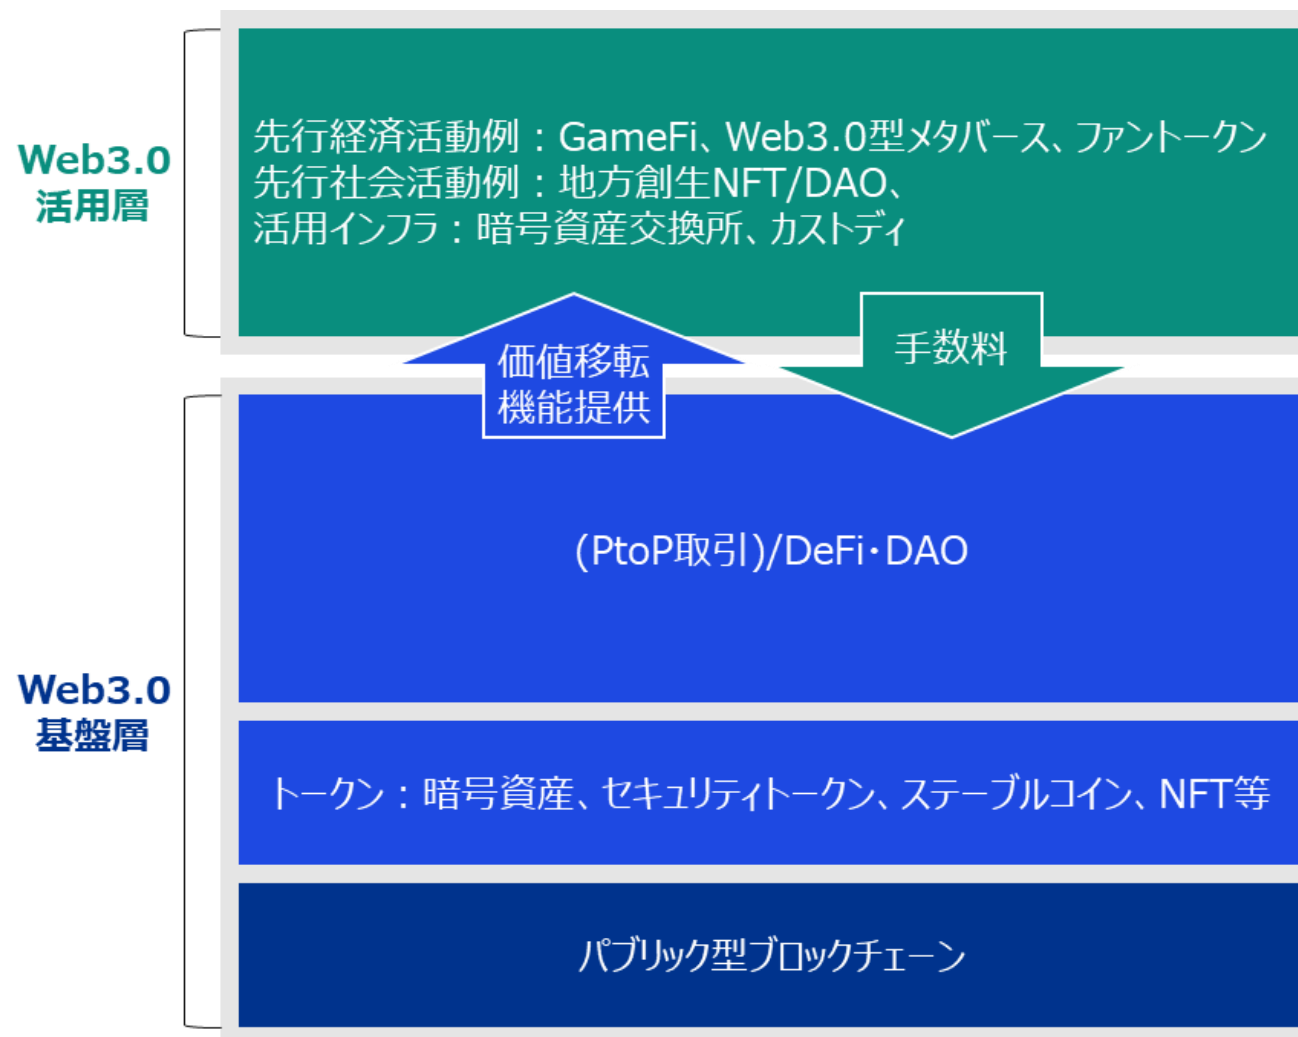 Web3.0
活用層
先行経済活動例：GameFi、Web3.0型メタバース、ファントークン
先行社会活動例：地方創生NFT/DAO、
活用インフラ：暗号資産交換所、カストディ
価値移転
機能提供
手数料
Web3.0
基盤層
(PtoP取引)/DeFi・DAO
トークン：暗号資産、セキュリティトークン、ステーブルコイン、NFT等
パブリック型ブロックチェーン